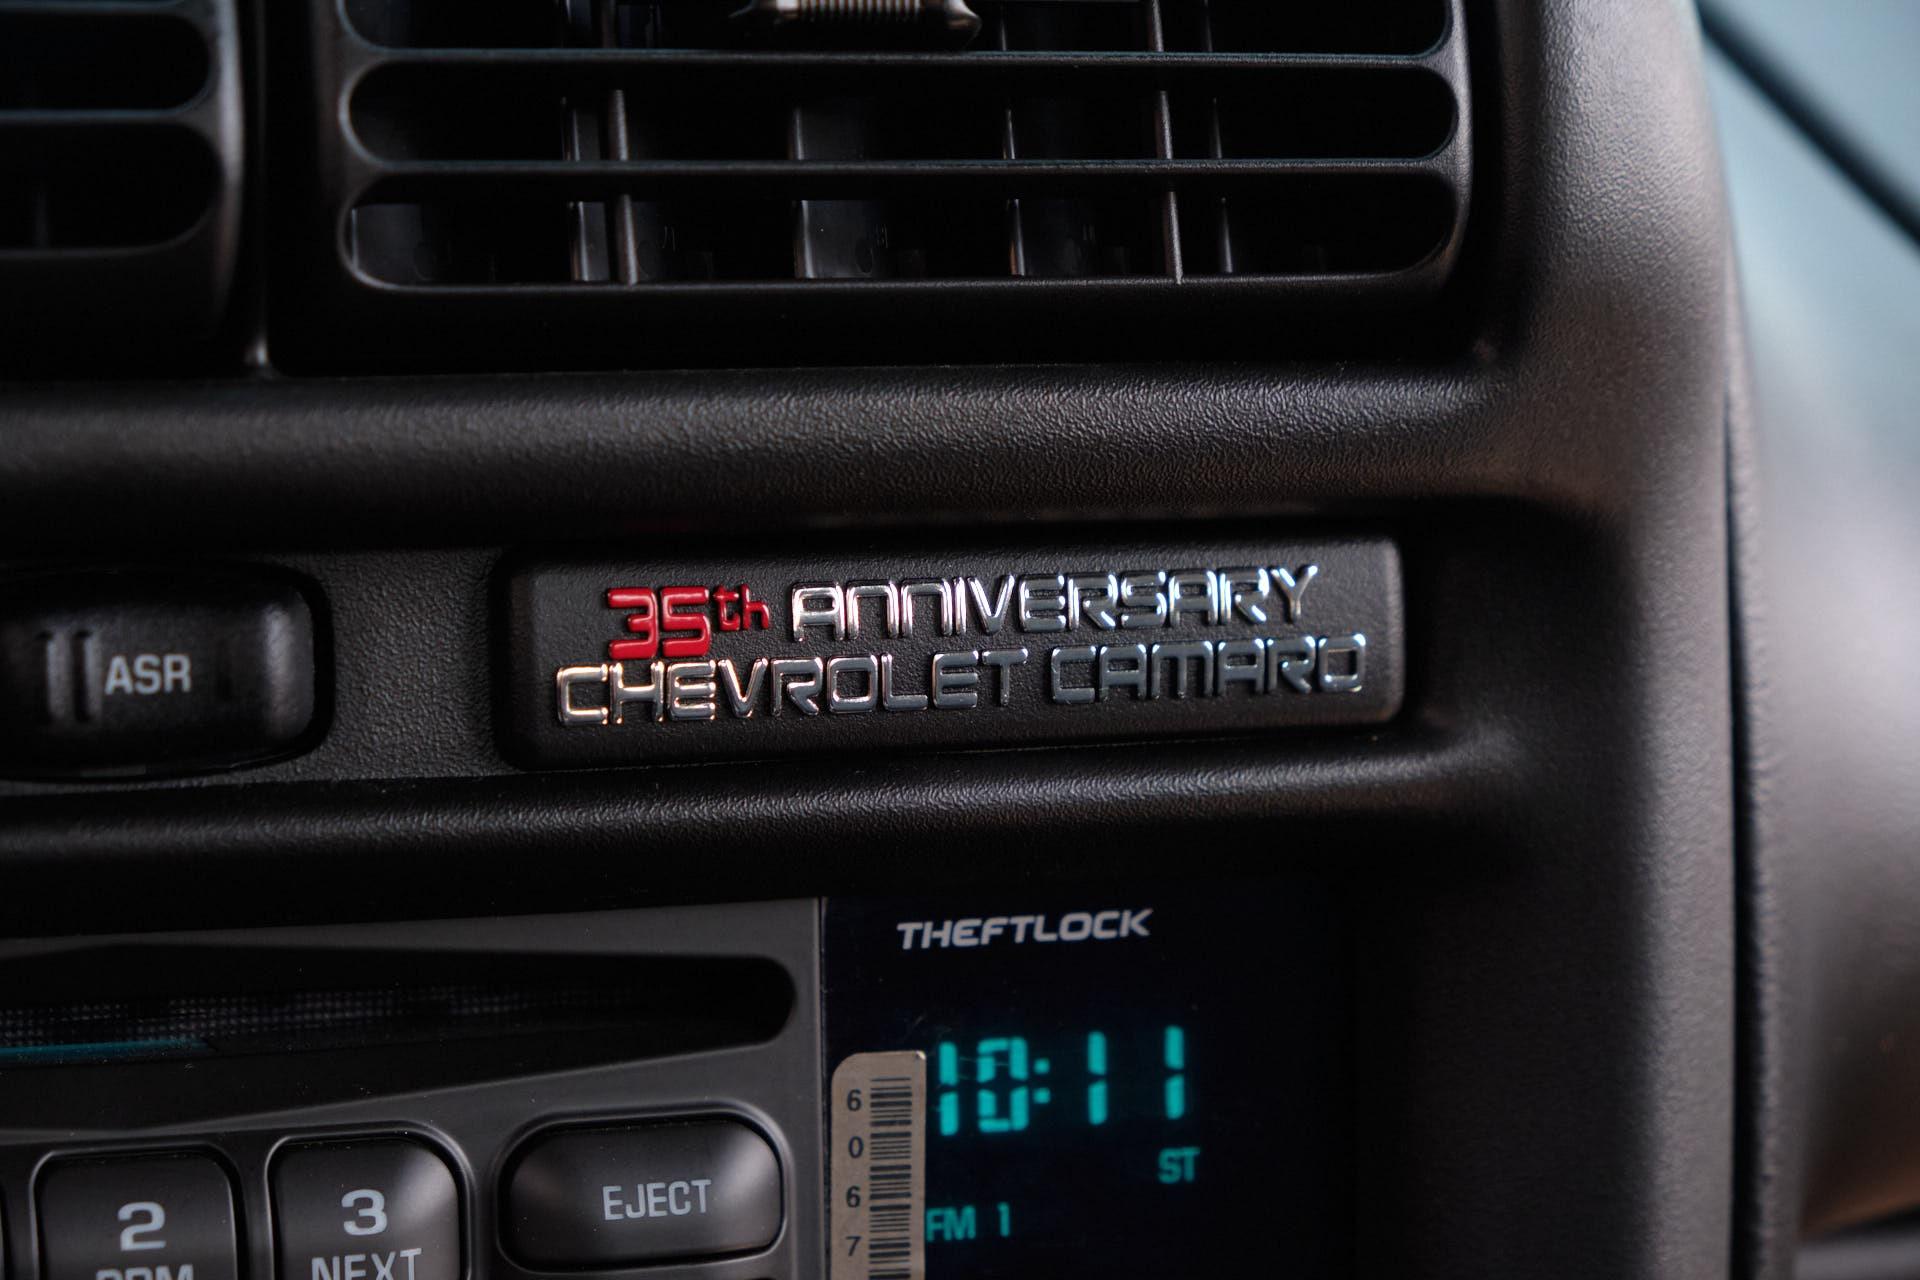 35th ANNIVERSARY
CHEVROLET CAMARO
ASR
THEFTLOCK
10:11
ST
FM 1
6
0
6
7
EJECT
2
3
NEXT